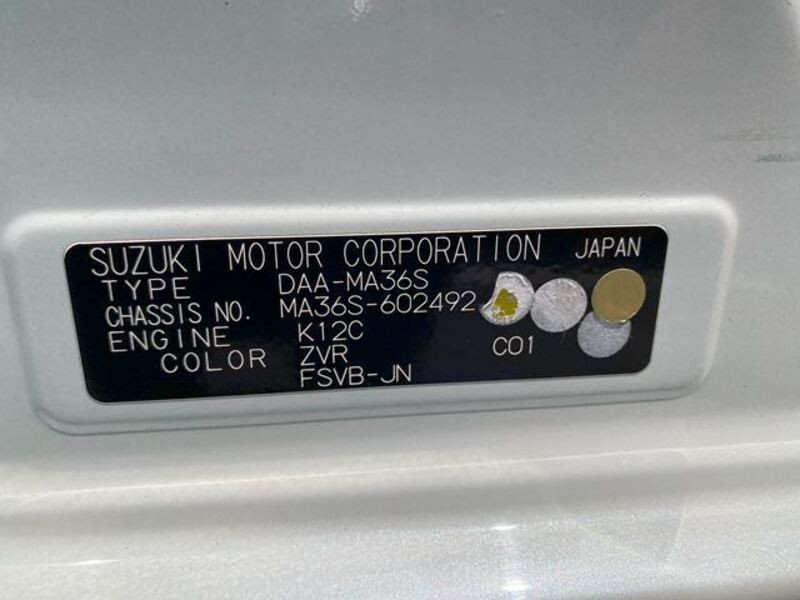 SUZUKI MOTOR CORPORATION JAPAN
TYPE DAA-MA36S
CHASSIS NO. MA36S-602492
ENGINE K12C
COLOR ZVR C01
FSVB-JN